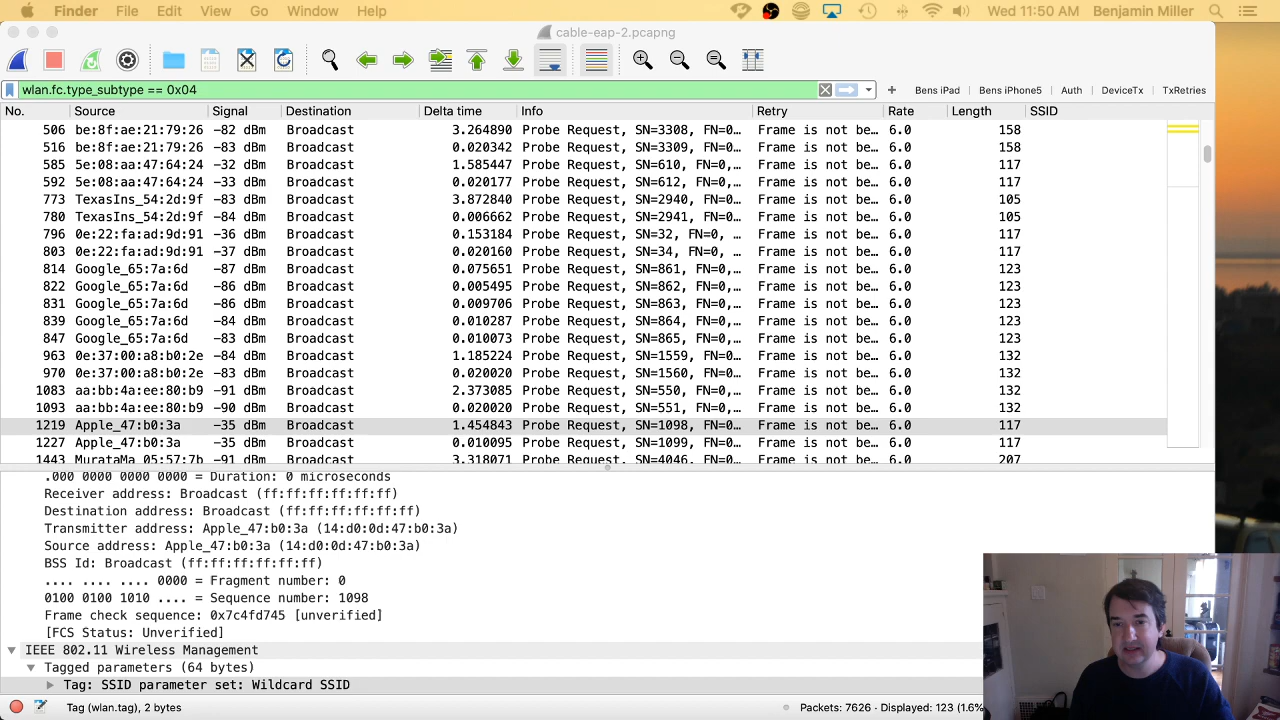 Finder File Edit View Go Window Help Wed 11:50 AM Benjamin Miller
cable-eap-2.pcapng
wlan.fc.type_subtype == 0x04 Bens iPad Bens iPhone5 Auth DeviceTx TxRetries
No. Source Signal Destination Delta time Info Retry Rate Length SSID
506 be:8f:ae:21:79:26 −82 dBm Broadcast 3.264890 Probe Request, SN=3308, FN=0… Frame is not be… 6.0 158
516 be:8f:ae:21:79:26 −83 dBm Broadcast 0.020342 Probe Request, SN=3309, FN=0… Frame is not be… 6.0 158
585 5e:08:aa:47:64:24 −32 dBm Broadcast 1.585447 Probe Request, SN=610, FN=0,… Frame is not be… 6.0 117
592 5e:08:aa:47:64:24 −33 dBm Broadcast 0.020177 Probe Request, SN=612, FN=0,… Frame is not be… 6.0 117
773 TexasIns_54:2d:9f −83 dBm Broadcast 3.872840 Probe Request, SN=2940, FN=0… Frame is not be… 6.0 105
780 TexasIns_54:2d:9f −84 dBm Broadcast 0.006662 Probe Request, SN=2941, FN=0… Frame is not be… 6.0 105
796 0e:22:fa:ad:9d:91 −36 dBm Broadcast 0.153184 Probe Request, SN=32, FN=0, … Frame is not be… 6.0 117
803 0e:22:fa:ad:9d:91 −37 dBm Broadcast 0.020160 Probe Request, SN=34, FN=0, … Frame is not be… 6.0 117
814 Google_65:7a:6d −87 dBm Broadcast 0.075651 Probe Request, SN=861, FN=0,… Frame is not be… 6.0 123
822 Google_65:7a:6d −86 dBm Broadcast 0.005495 Probe Request, SN=862, FN=0,… Frame is not be… 6.0 123
831 Google_65:7a:6d −86 dBm Broadcast 0.009706 Probe Request, SN=863, FN=0,… Frame is not be… 6.0 123
839 Google_65:7a:6d −84 dBm Broadcast 0.010287 Probe Request, SN=864, FN=0,… Frame is not be… 6.0 123
847 Google_65:7a:6d −83 dBm Broadcast 0.010073 Probe Request, SN=865, FN=0,… Frame is not be… 6.0 123
963 0e:37:00:a8:b0:2e −84 dBm Broadcast 1.185224 Probe Request, SN=1559, FN=0… Frame is not be… 6.0 132
970 0e:37:00:a8:b0:2e −83 dBm Broadcast 0.020020 Probe Request, SN=1560, FN=0… Frame is not be… 6.0 132
1083 aa:bb:4a:ee:80:b9 −91 dBm Broadcast 2.373085 Probe Request, SN=550, FN=0,… Frame is not be… 6.0 132
1093 aa:bb:4a:ee:80:b9 −90 dBm Broadcast 0.020020 Probe Request, SN=551, FN=0,… Frame is not be… 6.0 132
1219 Apple_47:b0:3a −35 dBm Broadcast 1.454843 Probe Request, SN=1098, FN=0… Frame is not be… 6.0 117
1227 Apple_47:b0:3a −35 dBm Broadcast 0.010095 Probe Request, SN=1099, FN=0… Frame is not be… 6.0 117
1443 MurataMa_05:57:7b −91 dBm Broadcast 3.318071 Probe Request, SN=4046, FN=0… Frame is not be… 6.0 207
.000 0000 0000 0000 = Duration: 0 microseconds
Receiver address: Broadcast (ff:ff:ff:ff:ff:ff)
Destination address: Broadcast (ff:ff:ff:ff:ff:ff)
Transmitter address: Apple_47:b0:3a (14:d0:0d:47:b0:3a)
Source address: Apple_47:b0:3a (14:d0:0d:47:b0:3a)
BSS Id: Broadcast (ff:ff:ff:ff:ff:ff)
.... .... .... 0000 = Fragment number: 0
0100 0100 1010 .... = Sequence number: 1098
Frame check sequence: 0x7c4fd745 [unverified]
[FCS Status: Unverified]
IEEE 802.11 Wireless Management
Tagged parameters (64 bytes)
Tag: SSID parameter set: Wildcard SSID
Tag (wlan.tag), 2 bytes Packets: 7626 · Displayed: 123 (1.6%